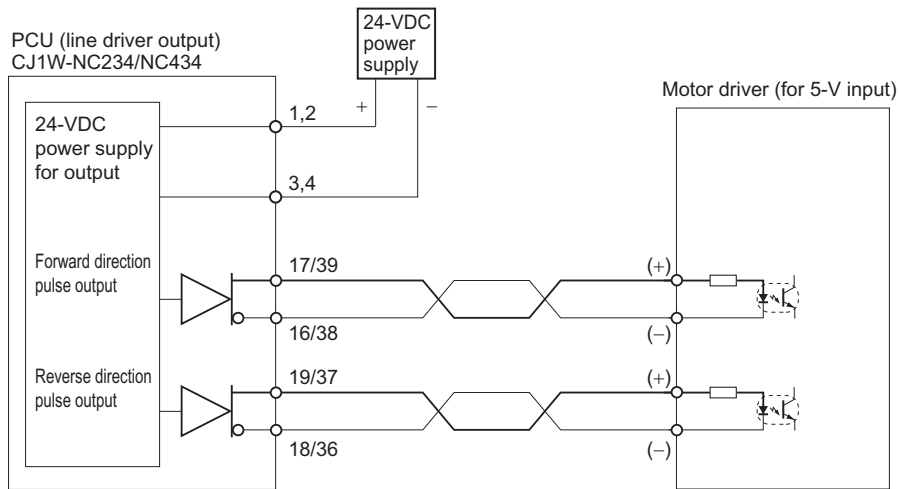 24-VDC
power
supply
PCU (line driver output)
CJ1W-NC234/NC434
Motor driver (for 5-V input)
+
−
1,2
24-VDC
power supply
for output
3,4
Forward direction
pulse output
17/39
(+)
16/38
(−)
Reverse direction
pulse output
19/37
(+)
18/36
(−)